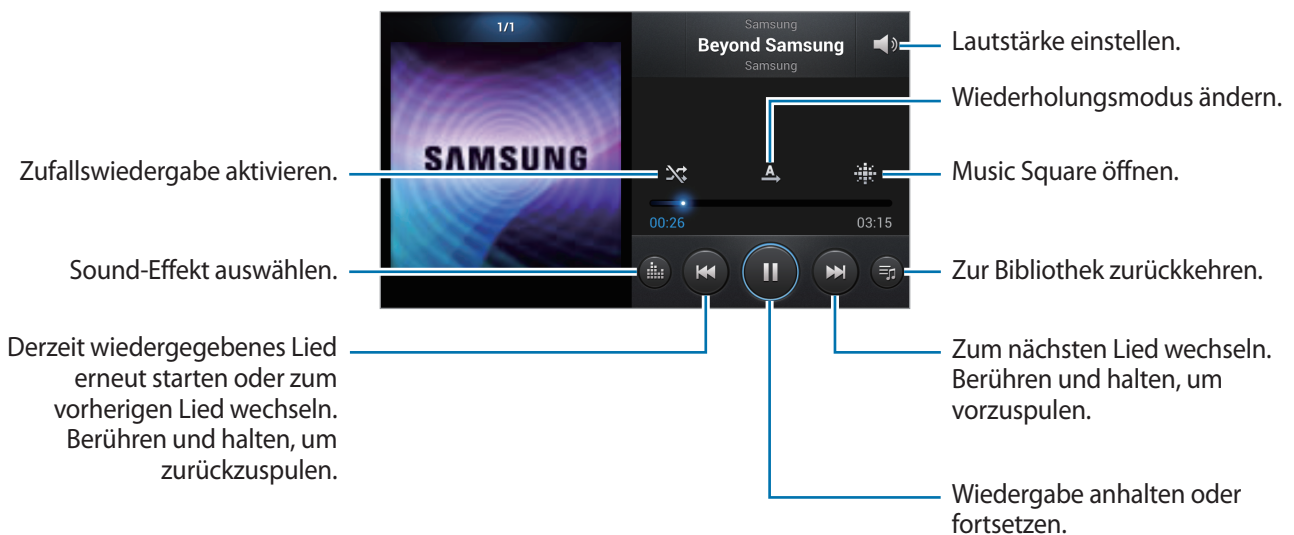 1/1
Samsung
Beyond Samsung
Samsung
SAMSUNG
A
00:26
03:15
Lautstärke einstellen.
Wiederholungsmodus ändern.
Music Square öffnen.
Zur Bibliothek zurückkehren.
Zum nächsten Lied wechseln.
Berühren und halten, um
vorzuspulen.
Wiedergabe anhalten oder
fortsetzen.
Zufallswiedergabe aktivieren.
Sound-Effekt auswählen.
Derzeit wiedergegebenes Lied
erneut starten oder zum
vorherigen Lied wechseln.
Berühren und halten, um
zurückzuspulen.